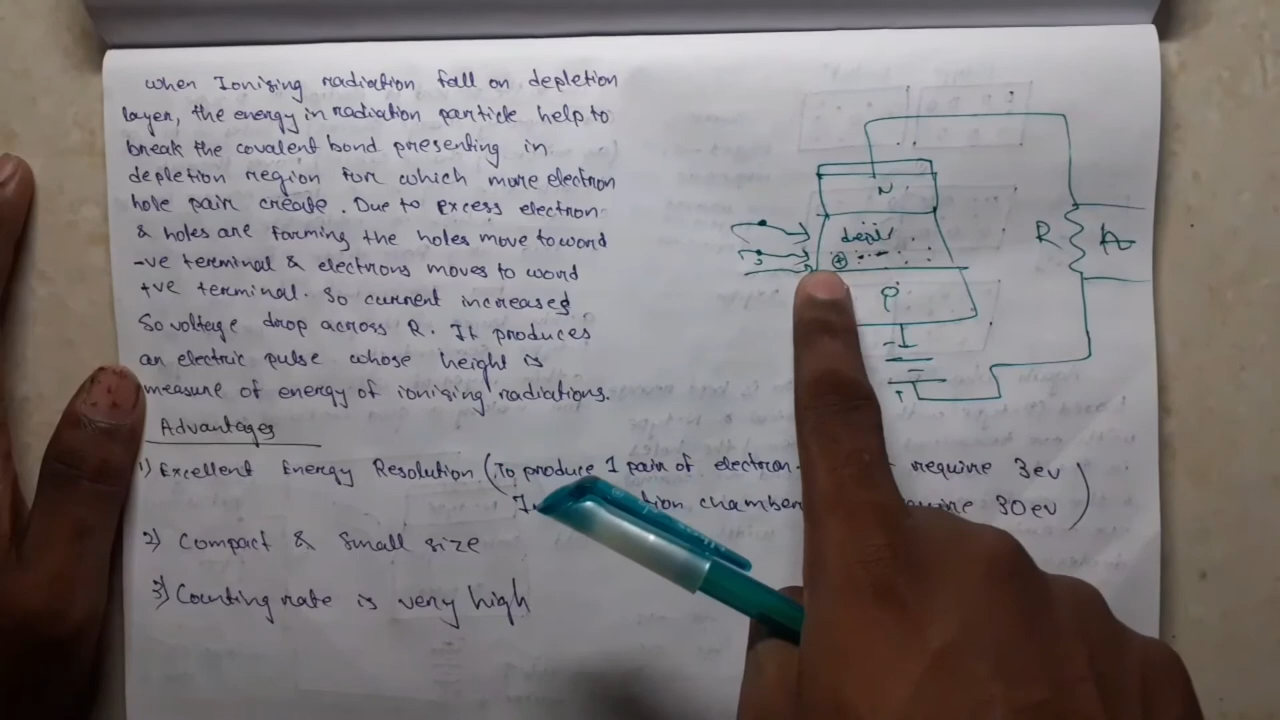 when Ionizing radiation fall on depletion
layer, the energy in radiation particle help to
break the covalent bond presenting in
depletion region for which more electron
hole pair create. Due to excess electron
& holes are forming the holes move toword
-ve terminal & electrons moves to word
+ve terminal. So current increases
So voltage drop across R. It produces
an electric pulse whose height is
measure of energy of ionising radiations.
Advantages
1) Excellent Energy Resolution (To produce 1 pair of electron- require 3ev
tion chamber 30ev)
2) Compact & Small size
3) Counting rate is very high
N
depl
P
R